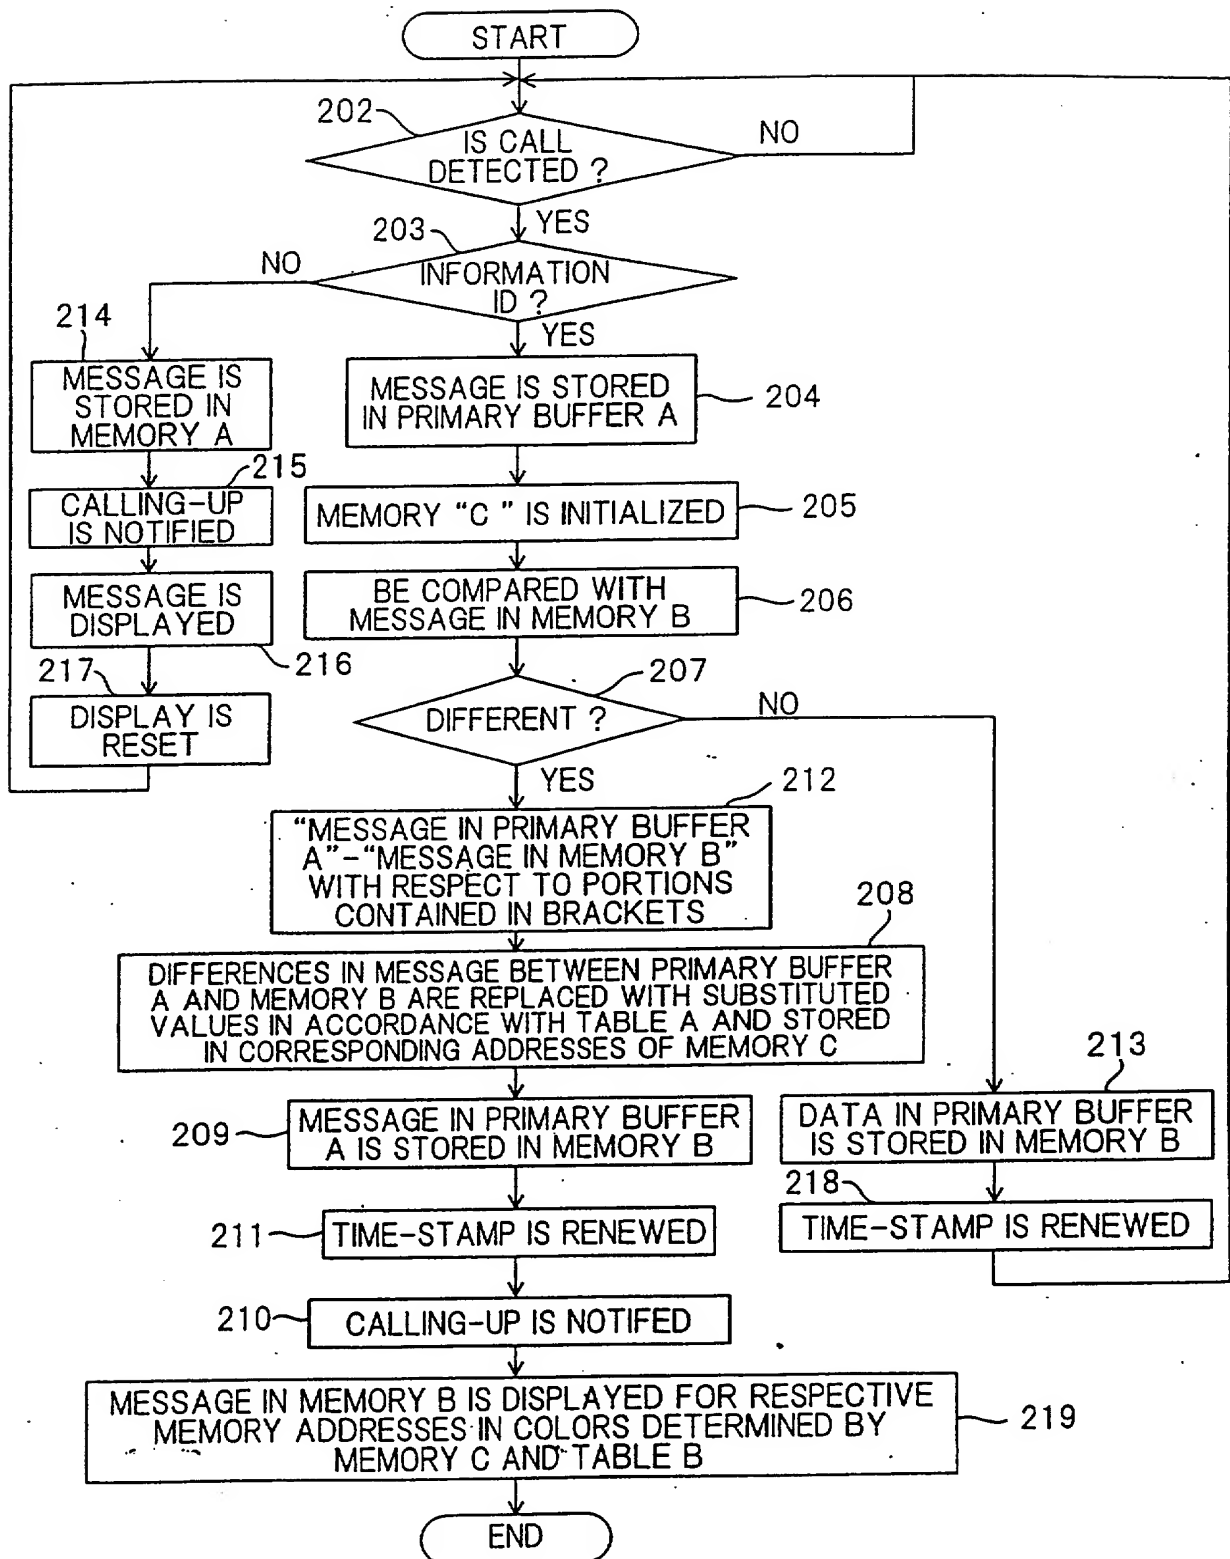 START
202
IS CALL
DETECTED ?
NO
YES
203
NO
INFORMATION
ID ?
YES
214
MESSAGE IS
STORED IN
MEMORY A
MESSAGE IS STORED
IN PRIMARY BUFFER A
204
215
CALLING-UP
IS NOTIFIED
MEMORY "C" IS INITIALIZED
205
MESSAGE IS
DISPLAYED
216
BE COMPARED WITH
MESSAGE IN MEMORY B
206
217
DISPLAY IS
RESET
207
DIFFERENT ?
NO
YES
212
"MESSAGE IN PRIMARY BUFFER
A"-"MESSAGE IN MEMORY B"
WITH RESPECT TO PORTIONS
CONTAINED IN BRACKETS
208
DIFFERENCES IN MESSAGE BETWEEN PRIMARY BUFFER
A AND MEMORY B ARE REPLACED WITH SUBSTITUTED
VALUES IN ACCORDANCE WITH TABLE A AND STORED
IN CORRESPONDING ADDRESSES OF MEMORY C
213
209
MESSAGE IN PRIMARY BUFFER
A IS STORED IN MEMORY B
DATA IN PRIMARY BUFFER
IS STORED IN MEMORY B
218
211
TIME-STAMP IS RENEWED
TIME-STAMP IS RENEWED
210
CALLING-UP IS NOTIFED
MESSAGE IN MEMORY B IS DISPLAYED FOR RESPECTIVE
MEMORY ADDRESSES IN COLORS DETERMINED BY
MEMORY C AND TABLE B
219
END